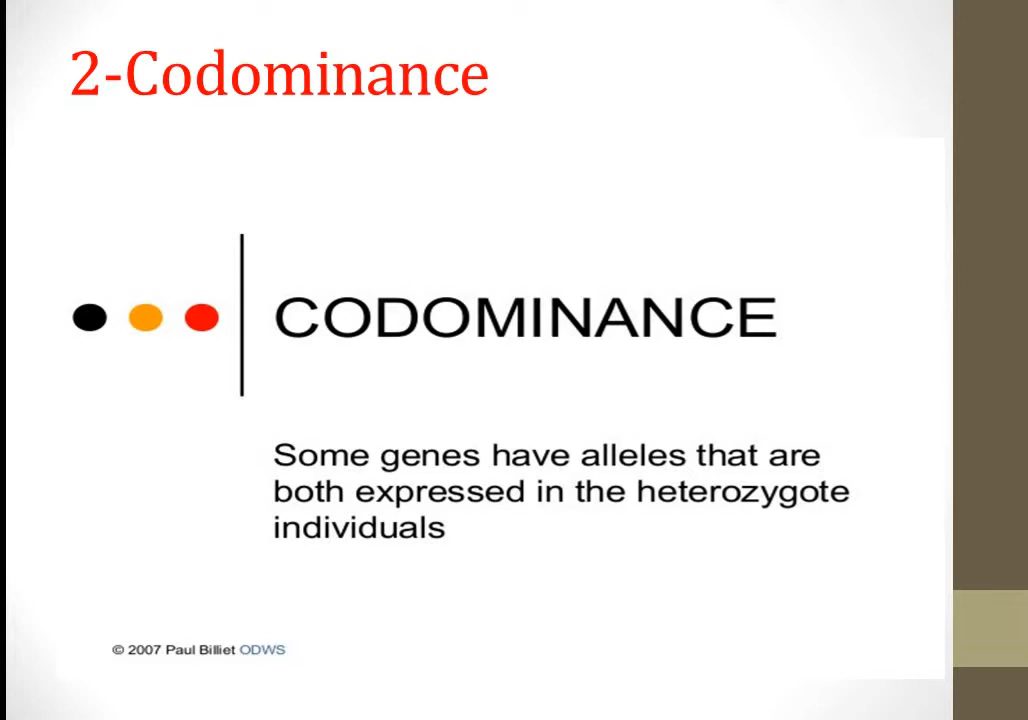 2-Codominance
CODOMINANCE
Some genes have alleles that are
both expressed in the heterozygote
individuals
© 2007 Paul Billiet ODWS